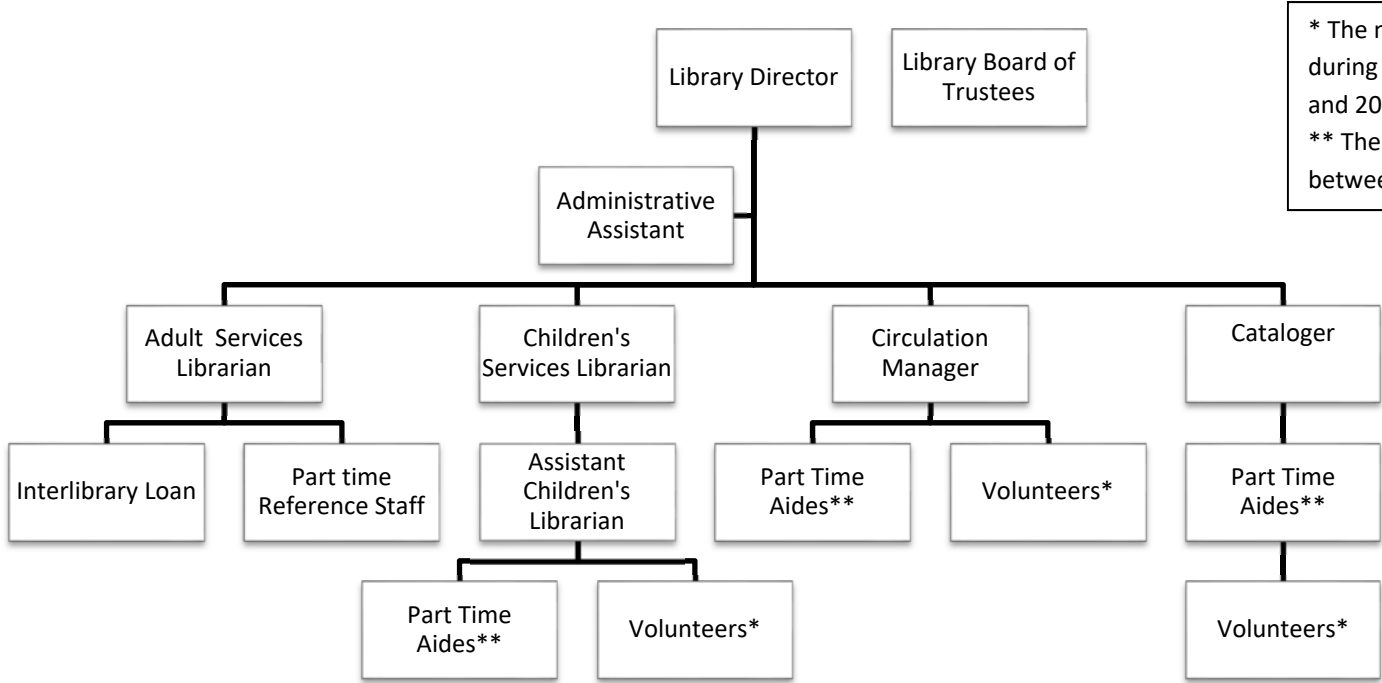 Library Director
Library Board of
Trustees
* The
during
and 20
** The
betwee
Administrative
Assistant
Adult Services
Librarian
Children's
Services Librarian
Circulation
Manager
Cataloger
Interlibrary Loan
Part time
Reference Staff
Assistant
Children's
Librarian
Part Time
Aides**
Volunteers*
Part Time
Aides**
Part Time
Aides**
Volunteers*
Volunteers*